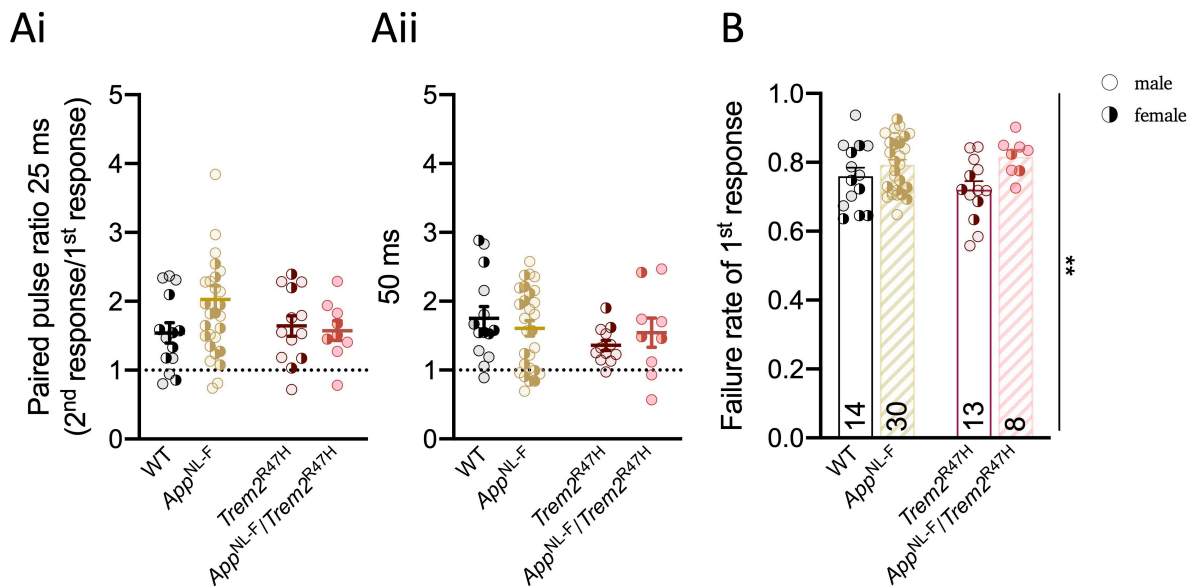 Ai
Paired pulse ratio 25 ms
(2nd response/1st response)
5
4
3
2
1
0
WT
AppNL-F
Trem2R47H
AppNL-F/Trem2R47H
Aii
50 ms
5
4
3
2
1
0
WT
AppNL-F
Trem2R47H
AppNL-F/Trem2R47H
B
Failure rate of 1st response
1.0
0.8
0.6
0.4
0.2
0.0
14
30
13
8
WT
AppNL-F
Trem2R47H
AppNL-F/Trem2R47H
**
male
female